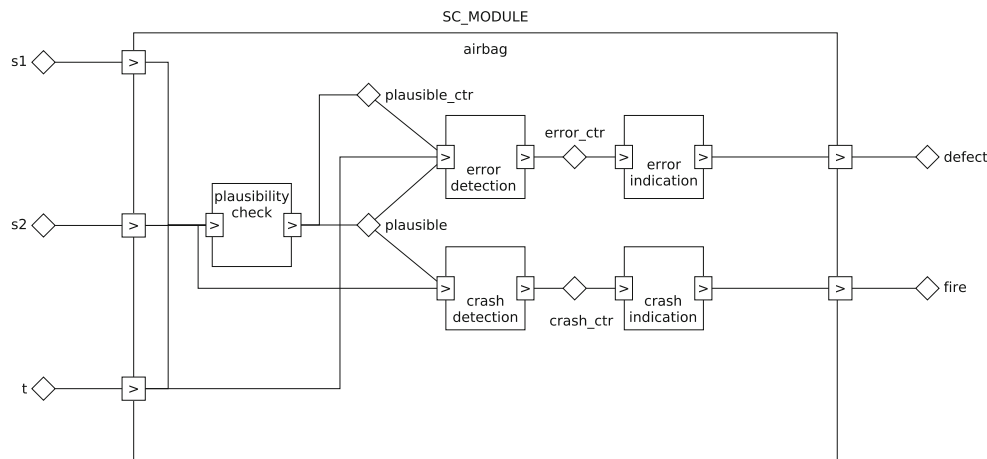 SC_MODULE
airbag
s1
plausible_ctr
error_ctr
error
detection
error
indication
defect
plausibility
check
s2
plausible
crash
detection
crash_ctr
crash
indication
fire
t